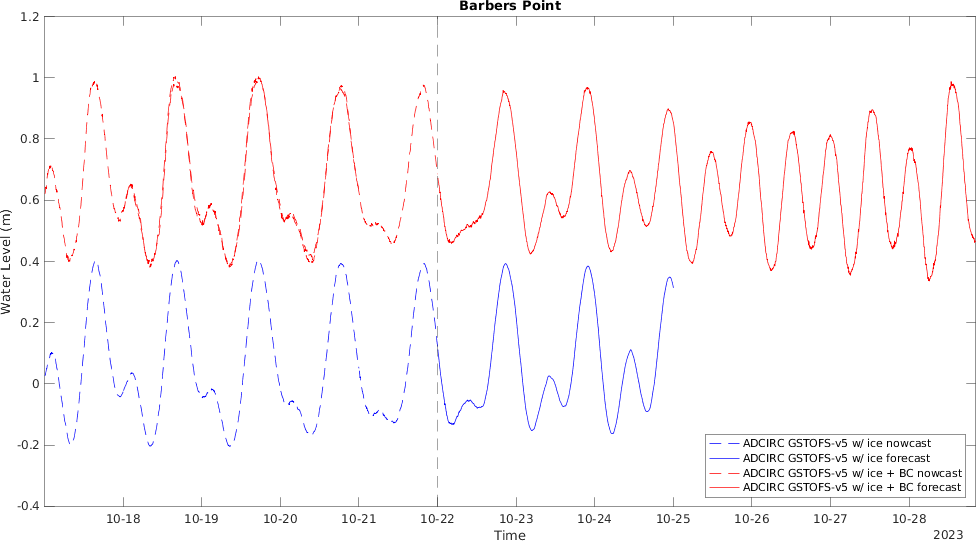 Barbers Point
1.2
1
0.8
0.6
0.4
0.2
0
-0.2
-0.4
Water Level (m)
10-18 10-19 10-20 10-21 10-22 10-23 10-24 10-25 10-26 10-27 10-28
Time
2023
ADCIRC GSTOFS-v5 w/ ice nowcast
ADCIRC GSTOFS-v5 w/ ice forecast
ADCIRC GSTOFS-v5 w/ ice + BC nowcast
ADCIRC GSTOFS-v5 w/ ice + BC forecast